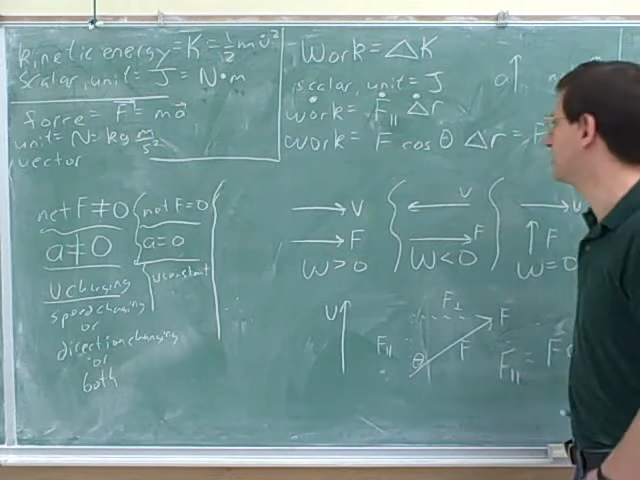 kinetic energy = K = ½mv²
scalar, unit = J = N·m
force = F⃗ = ma⃗
unit = N = kg m/s²
vector
Work = ΔK
scalar, unit = J
work = F∥ Δr
work = F cos θ Δr = F
a
net F ≠ 0
a ≠ 0
v changing
speed changing
or
direction changing
or
both
net F = 0
a = 0
v constant
v
F
W > 0
v
F
W < 0
v
F
W = 0
v
F∥
F⊥
F
F
θ
F∥ = F